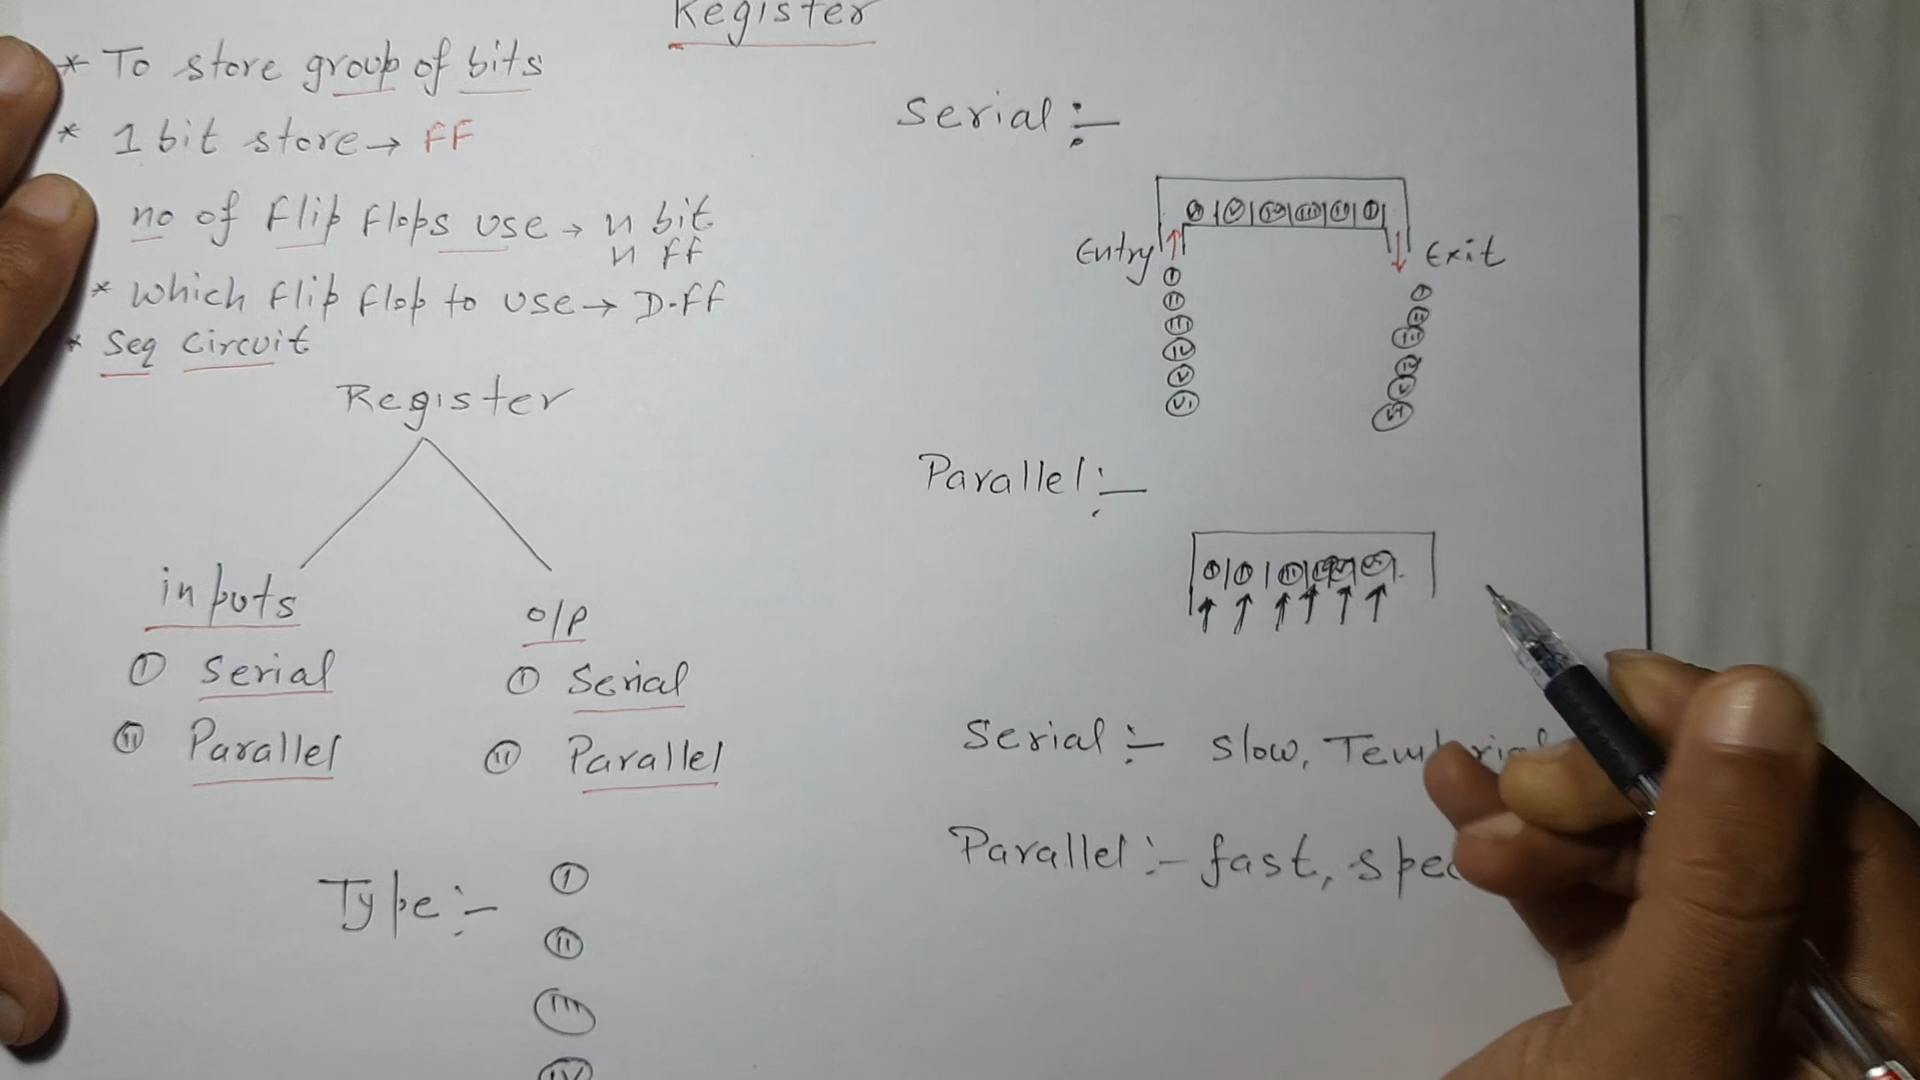 Register
* To store group of bits
* 1 bit store → FF
no of flip flops use → n bit
n ff
* which flip flop to use → D-ff
* Seq Circuit
Register
inputs
① Serial
⑪ Parallel
O/P
① Serial
⑪ Parallel
Type :-
①
⑪
⑪⑪
IV
Serial :-
Entry
Exit
Parallel :-
Serial :- Slow,
Parallel :- fast,